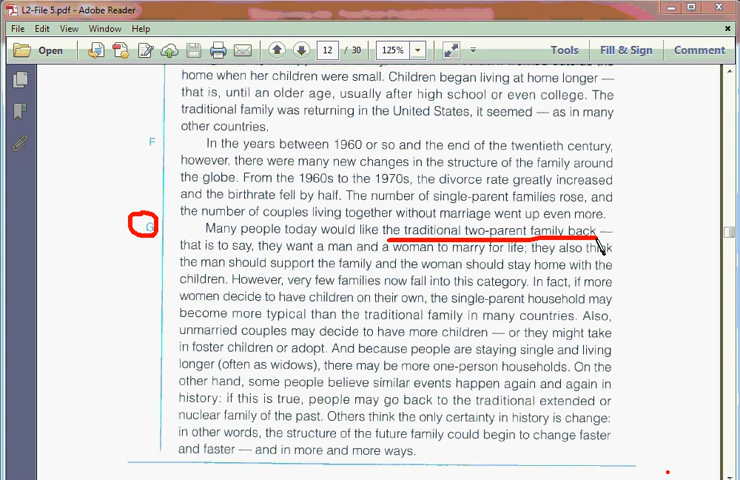 L2-File 5.pdf - Adobe Reader
File Edit View Window Help
Open 12 / 30 125% Tools Fill & Sign Comment
home when her children were small. Children began living at home longer —
that is, until an older age, usually after high school or even college. The
traditional family was returning in the United States, it seemed — as in many
other countries.
F In the years between 1960 or so and the end of the twentieth century,
however, there were many new changes in the structure of the family around
the globe. From the 1960s to the 1970s, the divorce rate greatly increased
and the birthrate fell by half. The number of single-parent families rose, and
the number of couples living together without marriage went up even more.
G Many people today would like the traditional two-parent family back —
that is to say, they want a man and a woman to marry for life; they also think
the man should support the family and the woman should stay home with the
children. However, very few families now fall into this category. In fact, if more
women decide to have children on their own, the single-parent household may
become more typical than the traditional family in many countries. Also,
unmarried couples may decide to have more children — or they might take
in foster children or adopt. And because people are staying single and living
longer (often as widows), there may be more one-person households. On the
other hand, some people believe similar events happen again and again in
history: if this is true, people may go back to the traditional extended or
nuclear family of the past. Others think the only certainty in history is change:
in other words, the structure of the future family could begin to change faster
and faster — and in more and more ways.